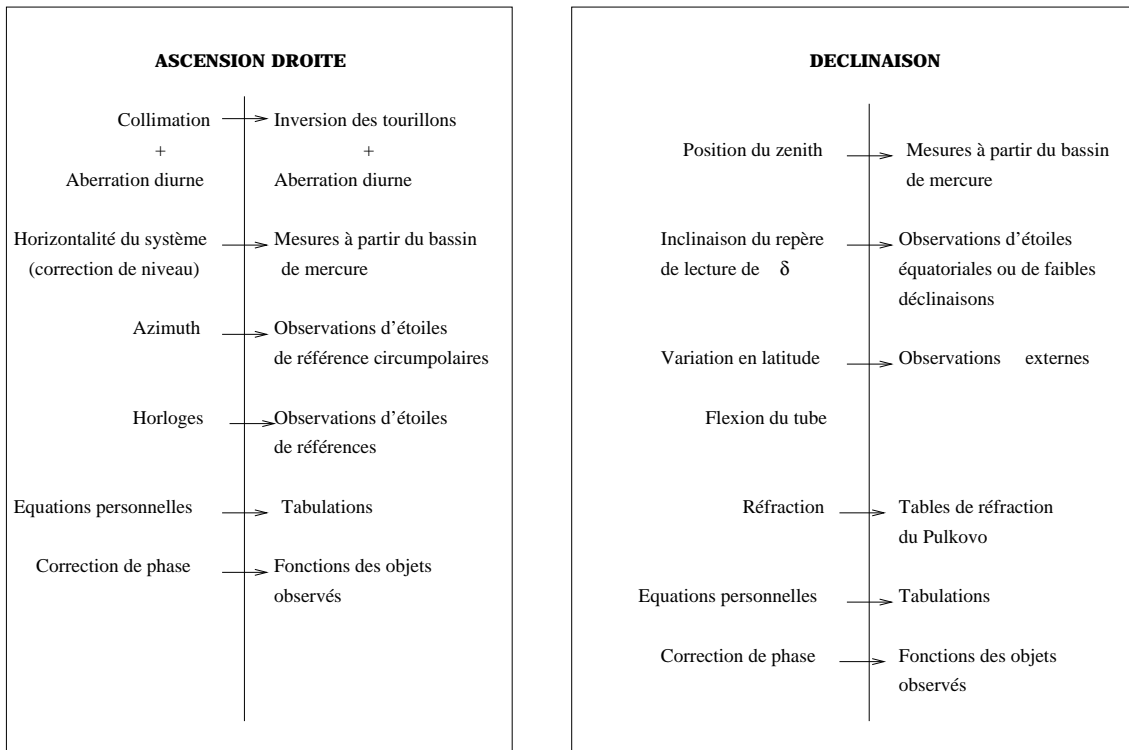 ASCENSION DROITE
Collimation Inversion des tourillons
+ +
Aberration diurne Aberration diurne
Horizontalité du système Mesures à partir du bassin
(correction de niveau) de mercure
Azimuth Observations d'étoiles
de référence circumpolaires
Horloges Observations d'étoiles
de références
Equations personnelles Tabulations
Correction de phase Fonctions des objets
observés
DECLINAISON
Position du zenith Mesures à partir du bassin
de mercure
Inclinaison du repère Observations d'étoiles
de lecture de δ équatoriales ou de faibles
déclinaisons
Variation en latitude Observations externes
Flexion du tube
Réfraction Tables de réfraction
du Pulkovo
Equations personnelles Tabulations
Correction de phase Fonctions des objets
observés